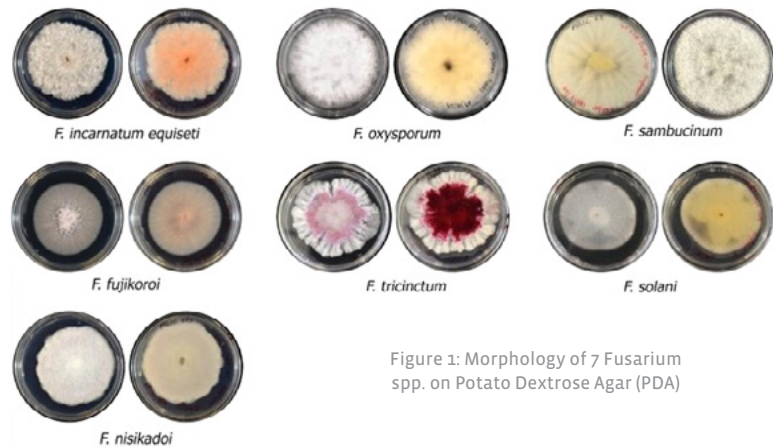 F. incarnatum equiseti
F. oxysporum
F. sambucinum
F. fujikoroi
F. tricinctum
F. solani
F. nisikadoi
Figure 1: Morphology of 7 Fusarium
spp. on Potato Dextrose Agar (PDA)